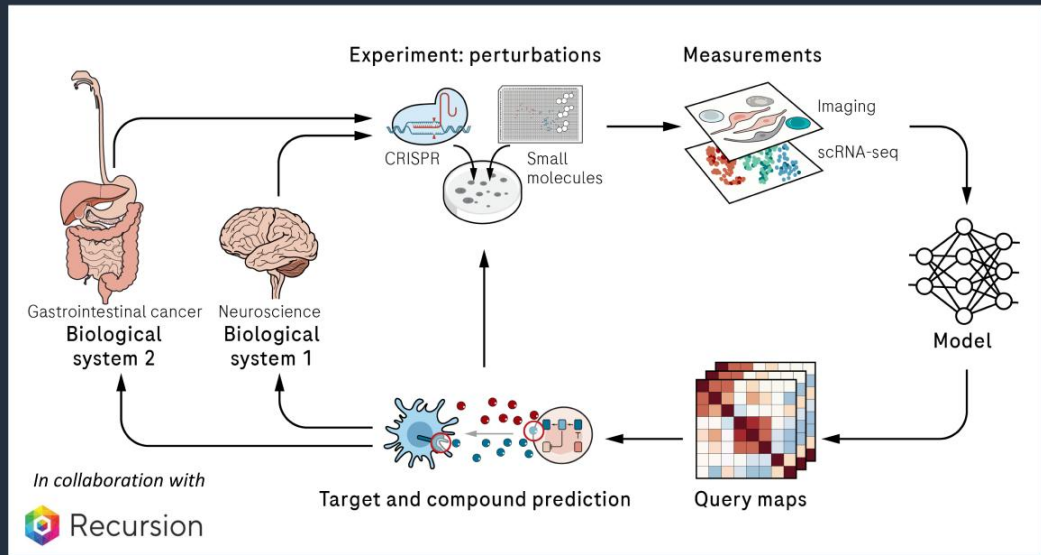 Experiment: perturbations
Measurements
CRISPR
Small
molecules
Imaging
scRNA-seq
Gastrointestinal cancer
Biological
system 2
Neuroscience
Biological
system 1
Model
Target and compound prediction
Query maps
In collaboration with
Recursion